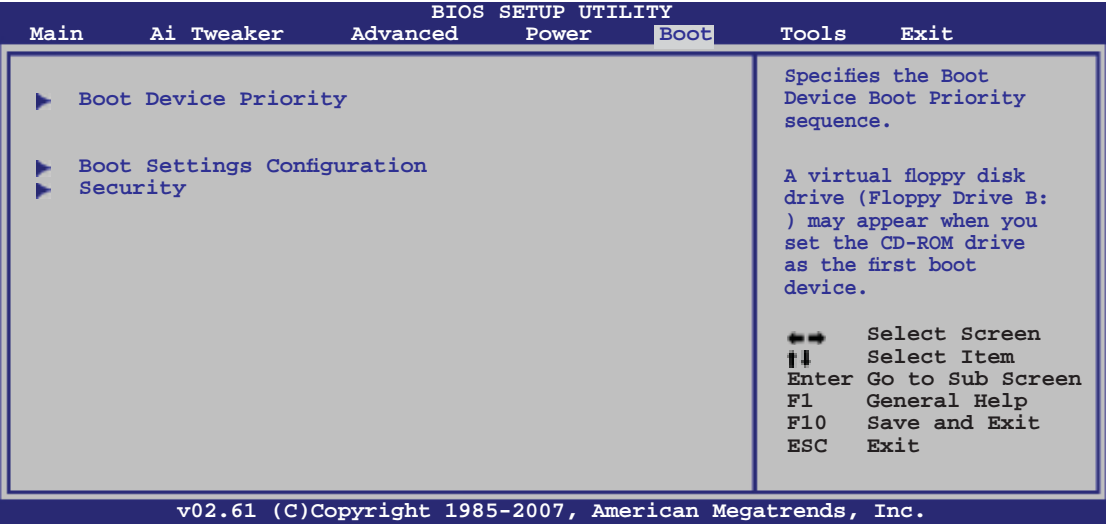 BIOS SETUP UTILITY
Main Ai Tweaker Advanced Power Boot Tools Exit
Boot Device Priority
Boot Settings Configuration
Security
Specifies the Boot
Device Boot Priority
sequence.
A virtual floppy disk
drive (Floppy Drive B:
) may appear when you
set the CD-ROM drive
as the first boot
device.
←→ Select Screen
↑↓ Select Item
Enter Go to Sub Screen
F1 General Help
F10 Save and Exit
ESC Exit
v02.61 (C)Copyright 1985-2007, American Megatrends, Inc.